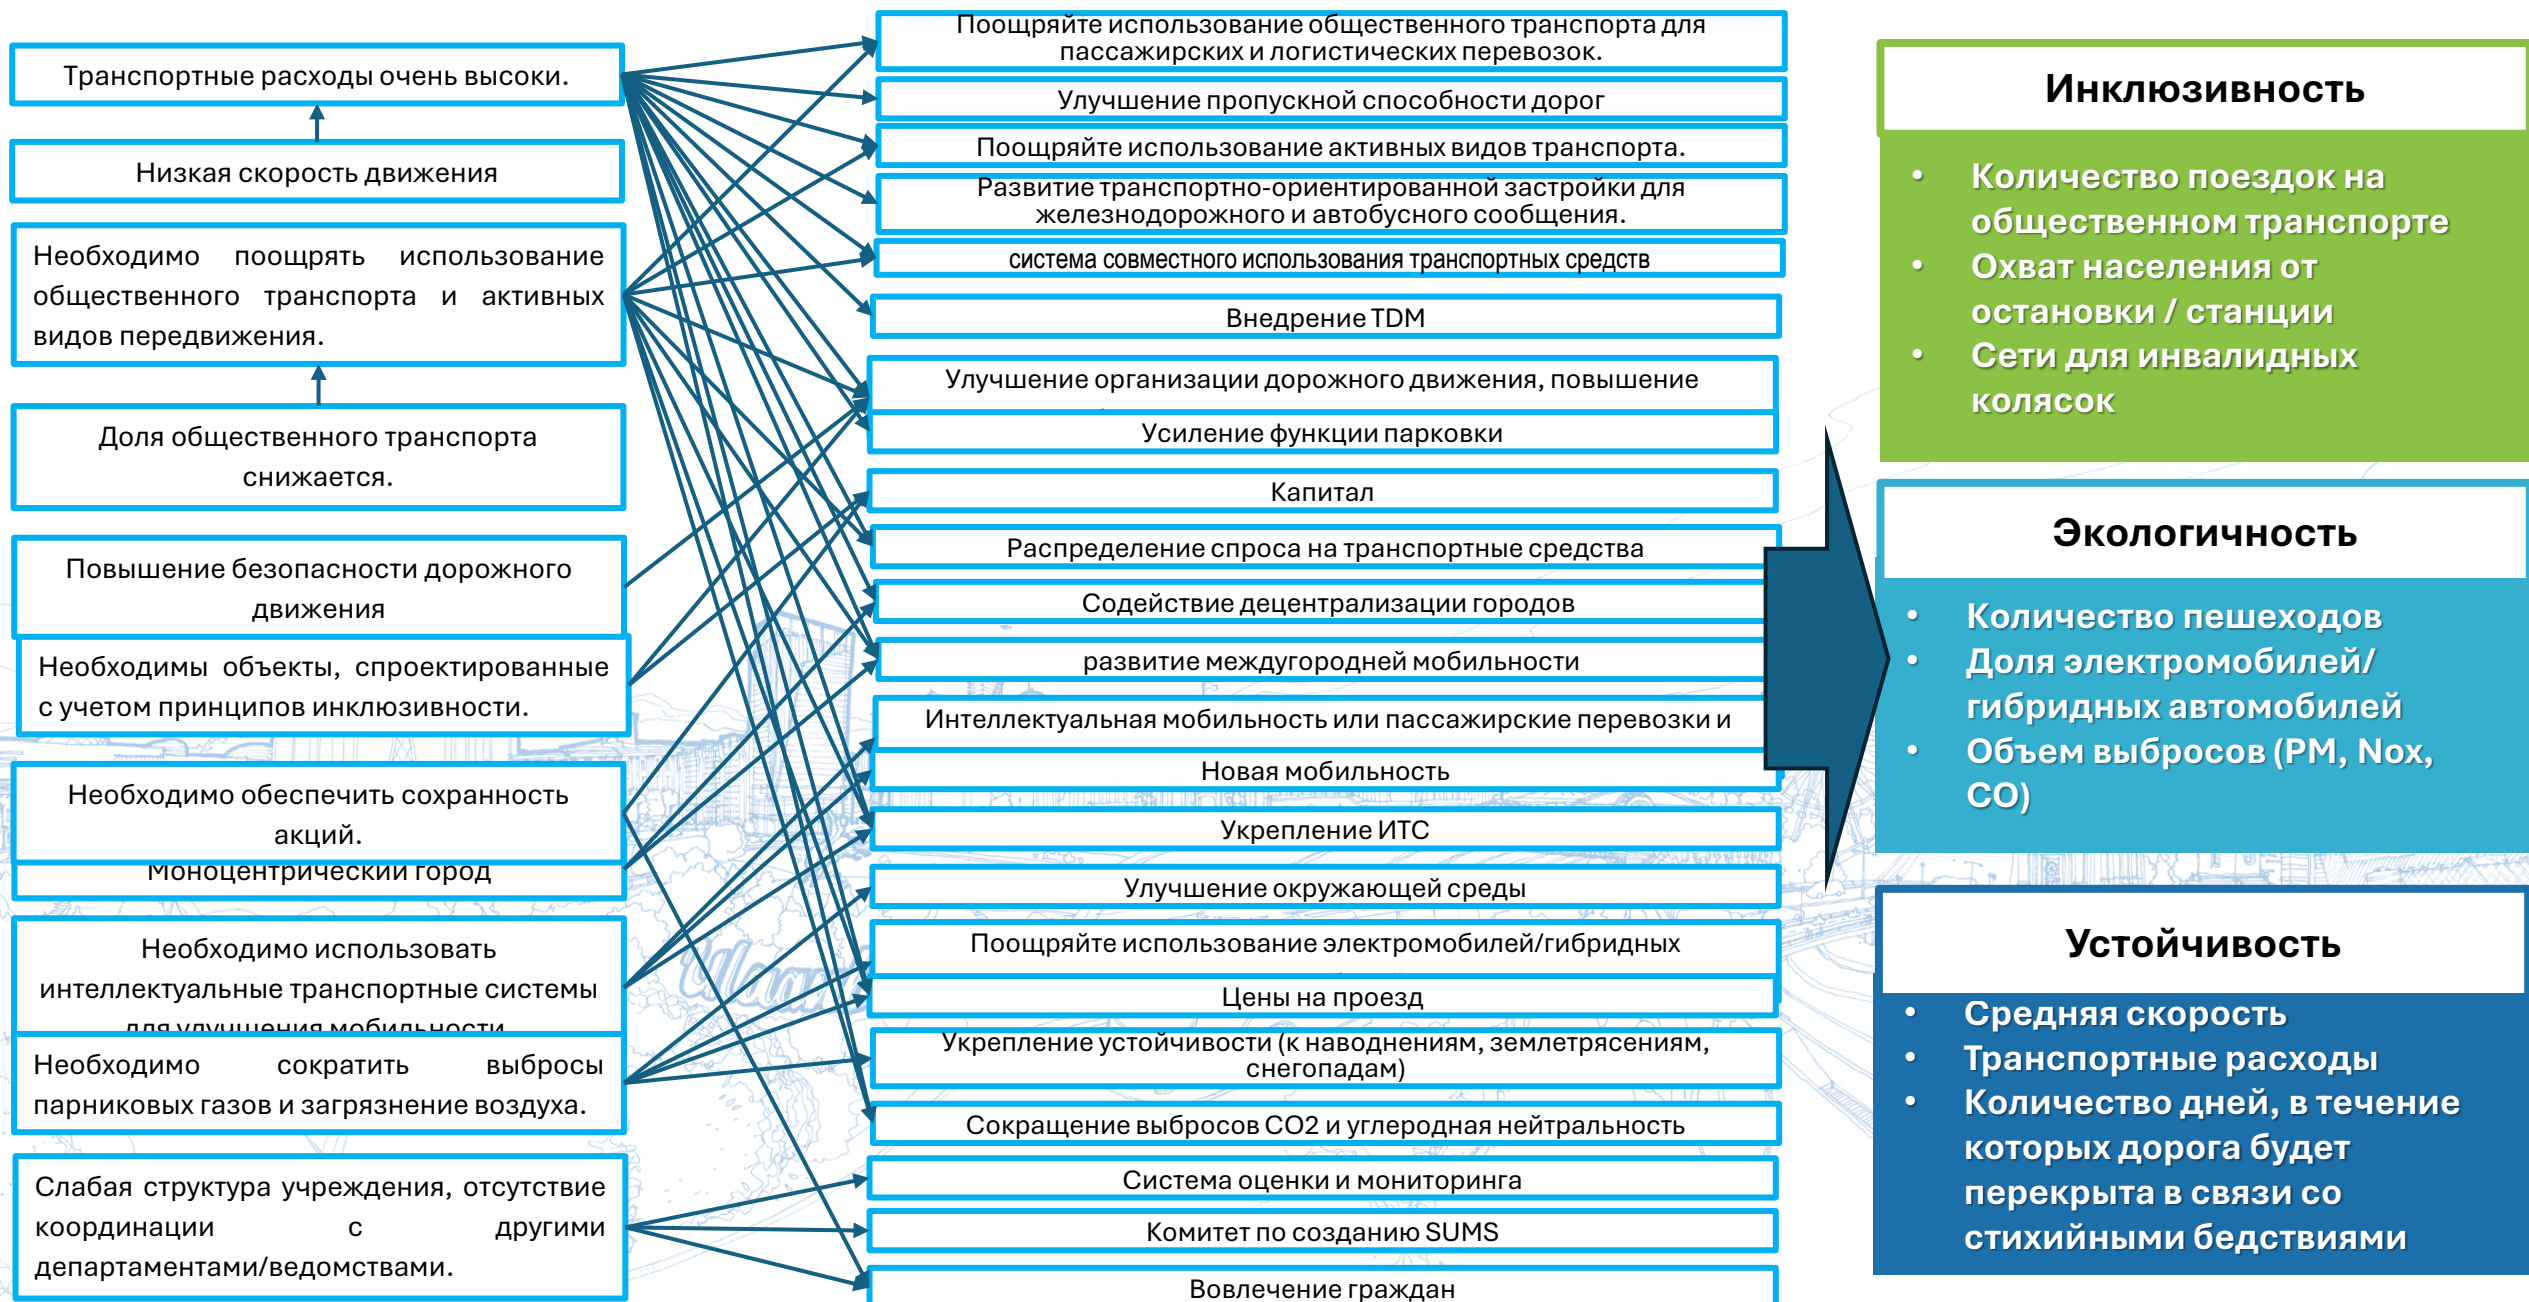 Транспортные расходы очень высоки.
Низкая скорость движения
Необходимо поощрять использование
общественного транспорта и активных
видов передвижения.
Доля общественного транспорта
снижается.
Повышение безопасности дорожного
движения
Необходимы объекты, спроектированные
с учетом принципов инклюзивности.
Необходимо обеспечить сохранность
акций.
Моноцентрический город
Необходимо использовать
интеллектуальные транспортные системы
для улучшения мобильности
Необходимо сократить выбросы
парниковых газов и загрязнение воздуха.
Слабая структура учреждения, отсутствие
координации с другими
департаментами/ведомствами.
Поощряйте использование общественного транспорта для
пассажирских и логистических перевозок.
Улучшение пропускной способности дорог
Поощряйте использование активных видов транспорта.
Развитие транспортно-ориентированной застройки для
железнодорожного и автобусного сообщения.
система совместного использования транспортных средств
Внедрение TDM
Улучшение организации дорожного движения, повышение
Усиление функции парковки
Капитал
Распределение спроса на транспортные средства
Содействие децентрализации городов
развитие междугородней мобильности
Интеллектуальная мобильность или пассажирские перевозки и
Новая мобильность
Укрепление ИТС
Улучшение окружающей среды
Поощряйте использование электромобилей/гибридных
Цены на проезд
Укрепление устойчивости (к наводнениям, землетрясениям,
снегопадам)
Сокращение выбросов CO2 и углеродная нейтральность
Система оценки и мониторинга
Комитет по созданию SUMS
Вовлечение граждан
Инклюзивность
• Количество поездок на
общественном транспорте
• Охват населения от
остановки / станции
• Сети для инвалидных
колясок
Экологичность
• Количество пешеходов
• Доля электромобилей/
гибридных автомобилей
• Объем выбросов (PM, Nox,
CO)
Устойчивость
• Средняя скорость
• Транспортные расходы
• Количество дней, в течение
которых дорога будет
перекрыта в связи со
стихийными бедствиями